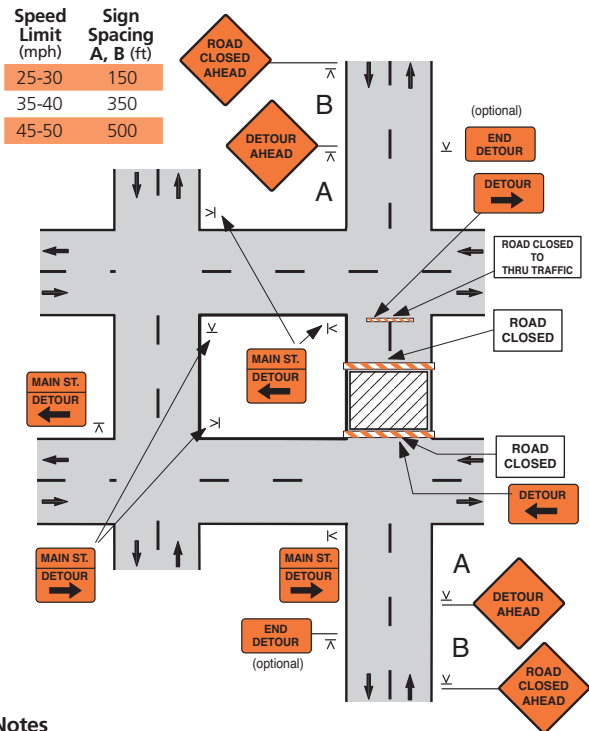 Speed Sign
Limit Spacing
(mph) A, B (ft)
25-30 150
35-40 350
45-50 500
ROAD
CLOSED
AHEAD
B
DETOUR
AHEAD
A
(optional)
END
DETOUR
DETOUR
ROAD CLOSED
TO
THRU TRAFFIC
ROAD
CLOSED
MAIN ST.
DETOUR
MAIN ST.
DETOUR
ROAD
CLOSED
DETOUR
MAIN ST.
DETOUR
MAIN ST.
DETOUR
A
DETOUR
AHEAD
END
DETOUR
(optional)
B
ROAD
CLOSED
AHEAD
Notes